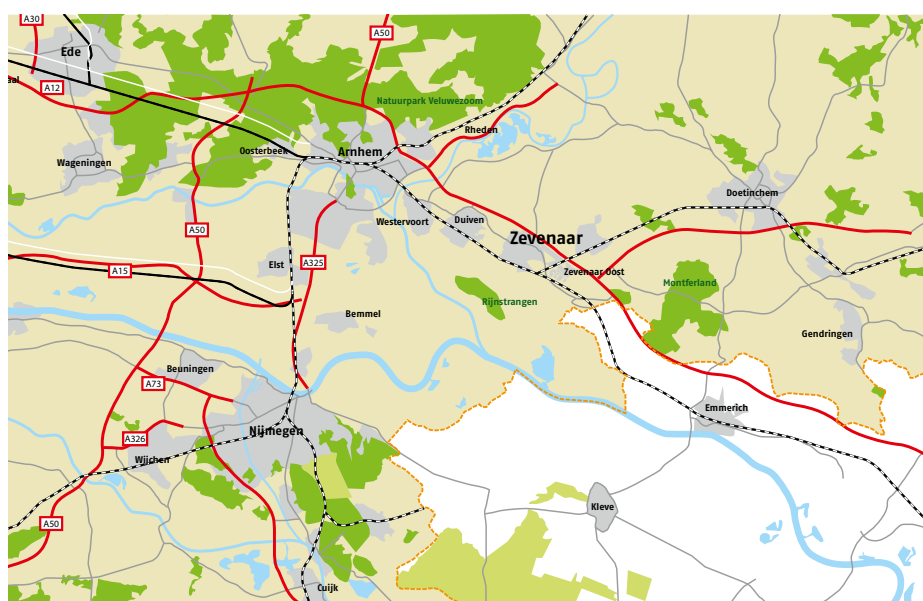 A30
A50
Ede
aal
A12
Natuurpark Veluwezoom
Rheden
Oosterbeek
Arnhem
Wageningen
Doetinchem
Westervoort
Duiven
A50
Zevenaar
Elst
A325
A15
Zevenaar Oost
Montferland
Rijnstrangen
Bemmel
Gendringen
Beuningen
A73
Emmerich
Nijmegen
A326
Wijchen
Kleve
A50
Cuijk